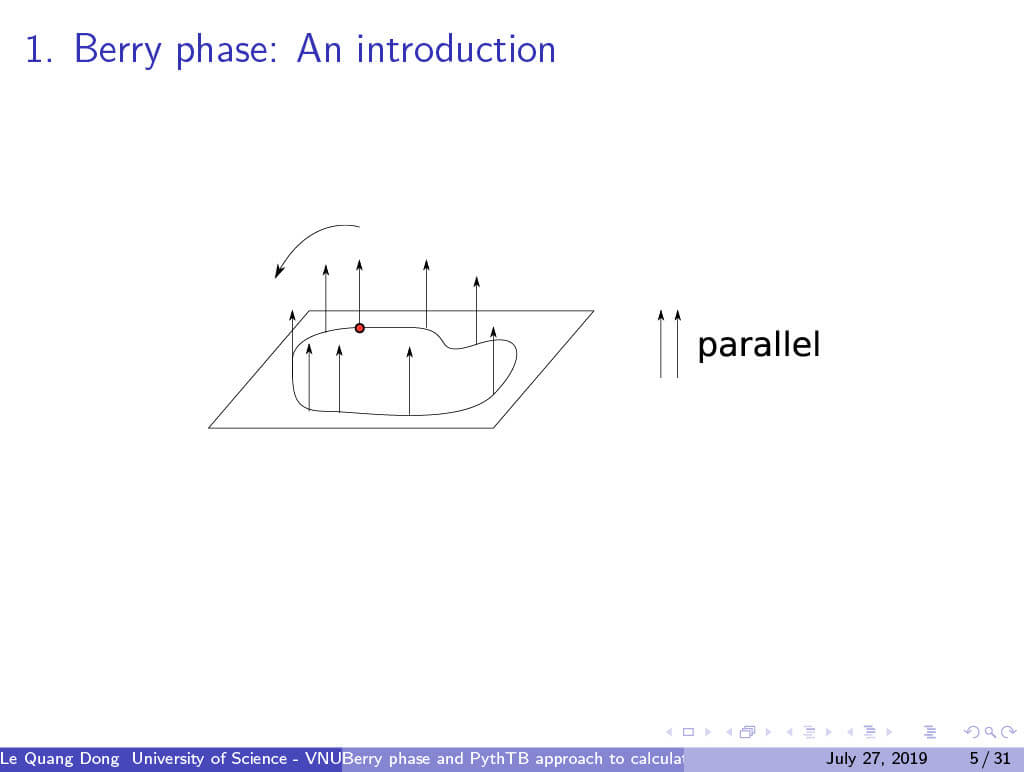 1. Berry phase: An introduction
parallel
Le Quang Dong University of Science - VNU
Berry phase and PythTB approach to calculat
July 27, 2019
5 / 31